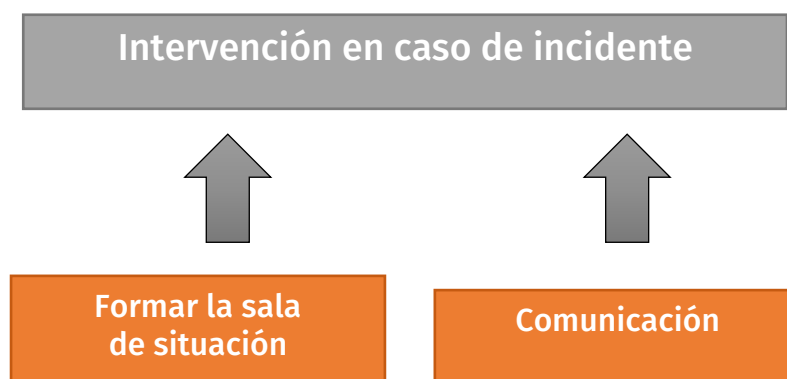 Intervención en caso de incidente
Formar la sala
de situación
Comunicación